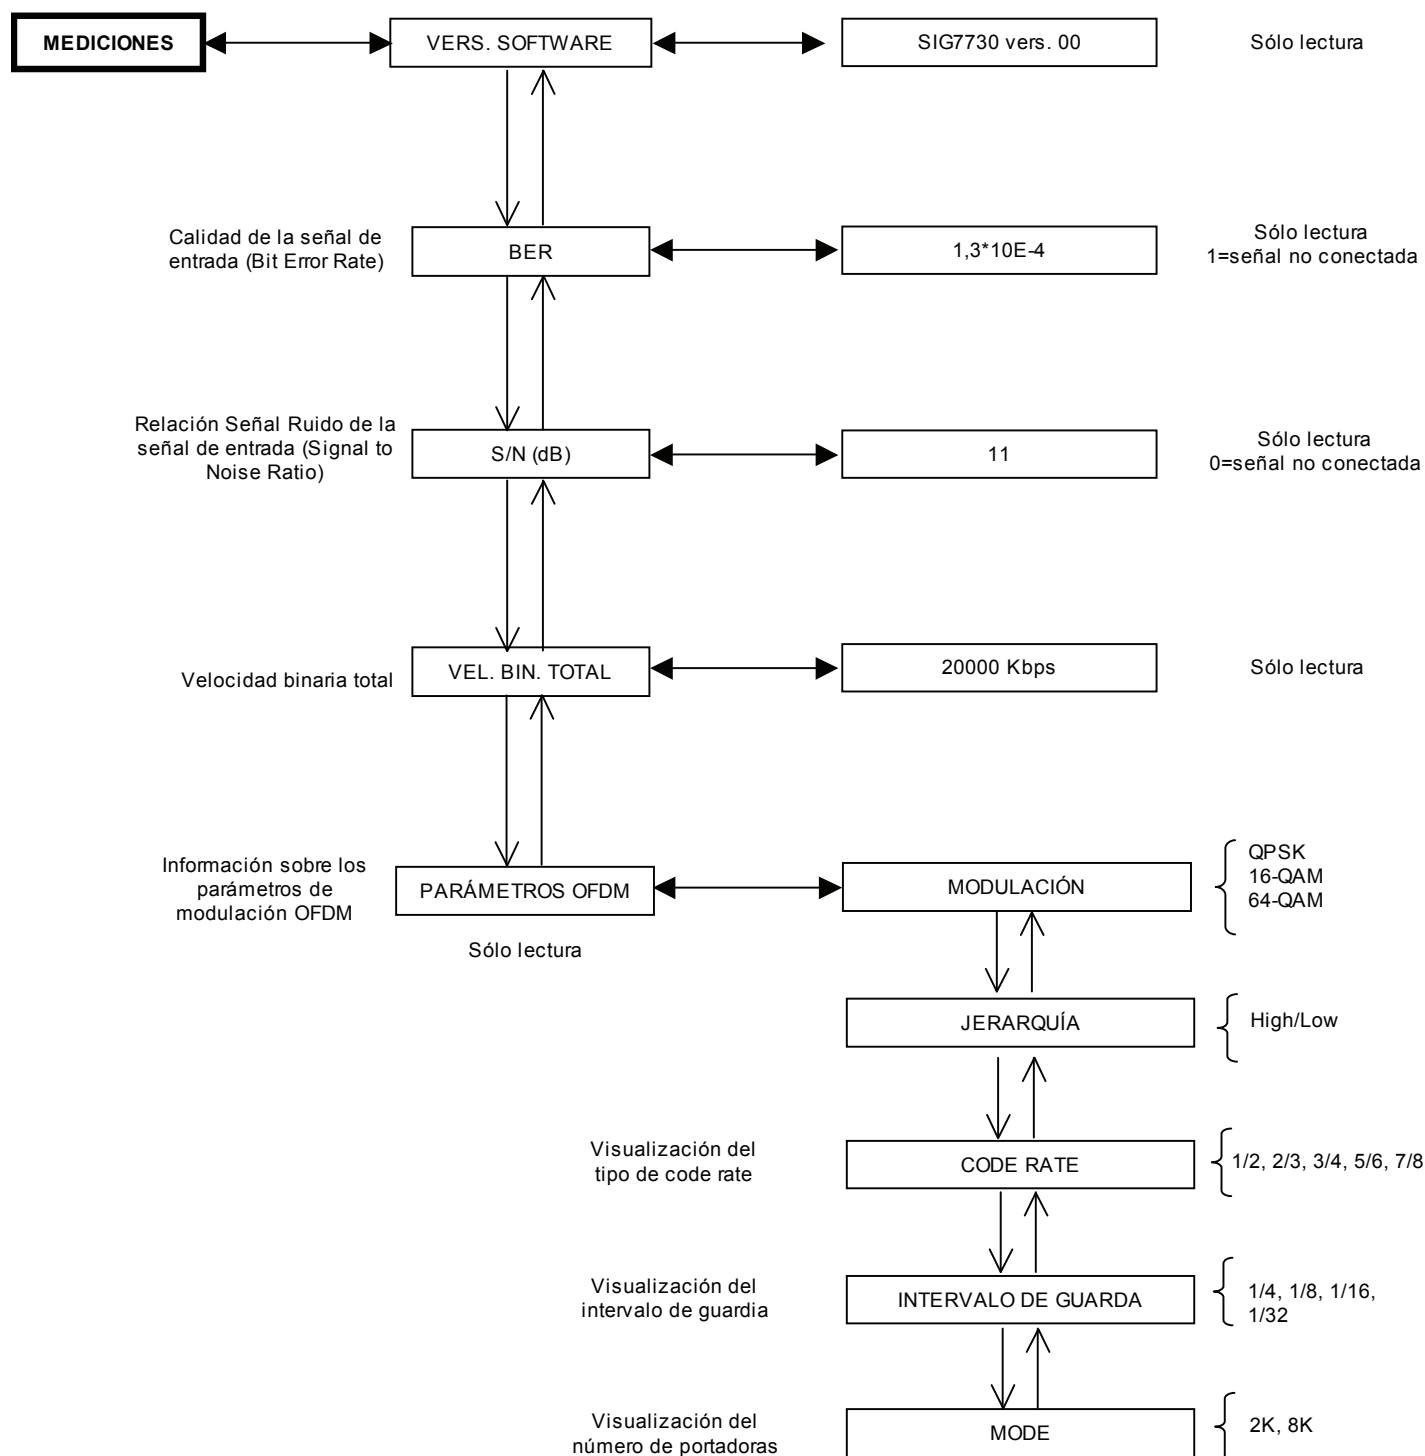 MEDICIONES
VERS. SOFTWARE
SIG7730 vers. 00
Sólo lectura
Calidad de la señal de
entrada (Bit Error Rate)
BER
1,3*10E-4
Sólo lectura
1=señal no conectada
Relación Señal Ruido de la
señal de entrada (Signal to
Noise Ratio)
S/N (dB)
11
Sólo lectura
0=señal no conectada
Velocidad binaria total
VEL. BIN. TOTAL
20000 Kbps
Sólo lectura
Información sobre los
parámetros de
modulación OFDM
PARÁMETROS OFDM
Sólo lectura
MODULACIÓN
QPSK
16-QAM
64-QAM
JERARQUÍA
High/Low
Visualización del
tipo de code rate
CODE RATE
1/2, 2/3, 3/4, 5/6, 7/8
Visualización del
intervalo de guardia
INTERVALO DE GUARDA
1/4, 1/8, 1/16,
1/32
Visualización del
número de portadoras
MODE
2K, 8K